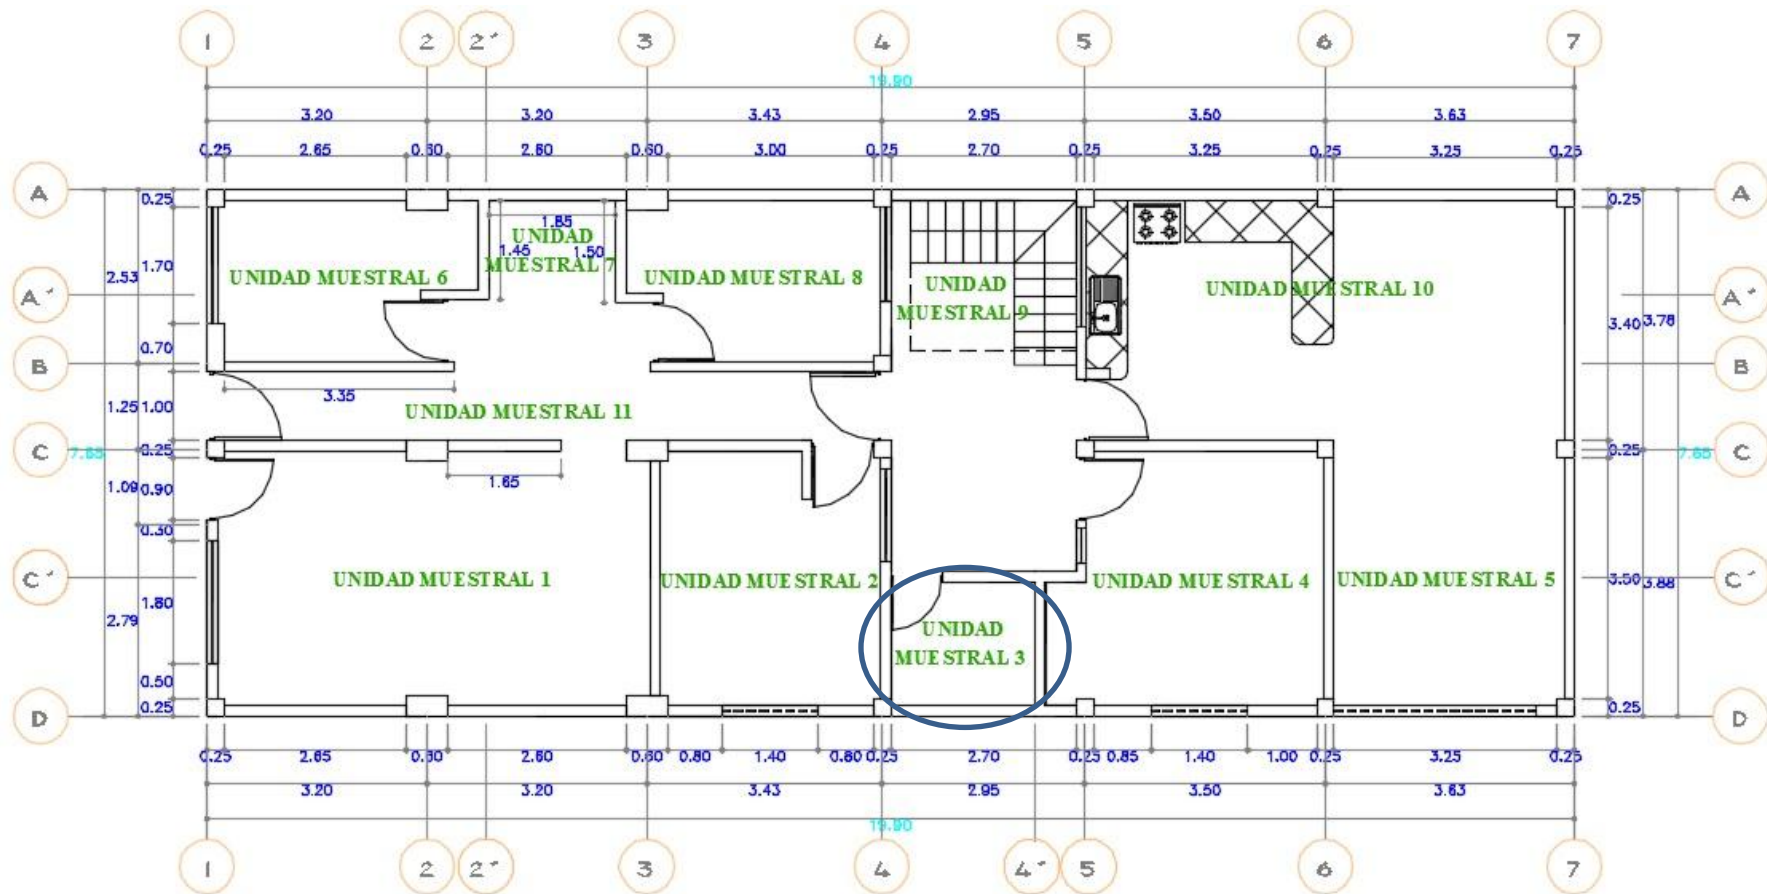 1 2 2' 3 4 5 6 7
19.90
3.20 3.20 3.43 2.95 3.50 3.63
0.25 2.65 0.60 2.60 0.60 3.00 0.25 2.70 0.25 3.25 0.25 3.25 0.25
A 0.25 0.25 A
1.85
UNIDAD
1.45 1.50
MUESTRAL 7
2.53 1.70
UNIDAD MUESTRAL 6
UNIDAD MUESTRAL 8
UNIDAD
MUESTRAL 9
UNIDAD MUESTRAL 10
A' A'
3.40 3.78
0.70
B B
3.35
1.25 1.00
UNIDAD MUESTRAL 11
C 7.65 0.25 0.25 7.65 C
1.09 0.90
1.65
0.30
C' C'
UNIDAD MUESTRAL 1
UNIDAD MUESTRAL 2
UNIDAD MUESTRAL 4
UNIDAD MUESTRAL 5
3.50 3.88
1.80
2.79
UNIDAD
MUESTRAL 3
0.50
D 0.25 0.25 D
0.25 2.65 0.60 2.60 0.60 0.80 1.40 0.80 0.25 2.70 0.25 0.85 1.40 1.00 0.25 3.25 0.25
3.20 3.20 3.43 2.95 3.50 3.63
19.90
1 2 2' 3 4 4' 5 6 7